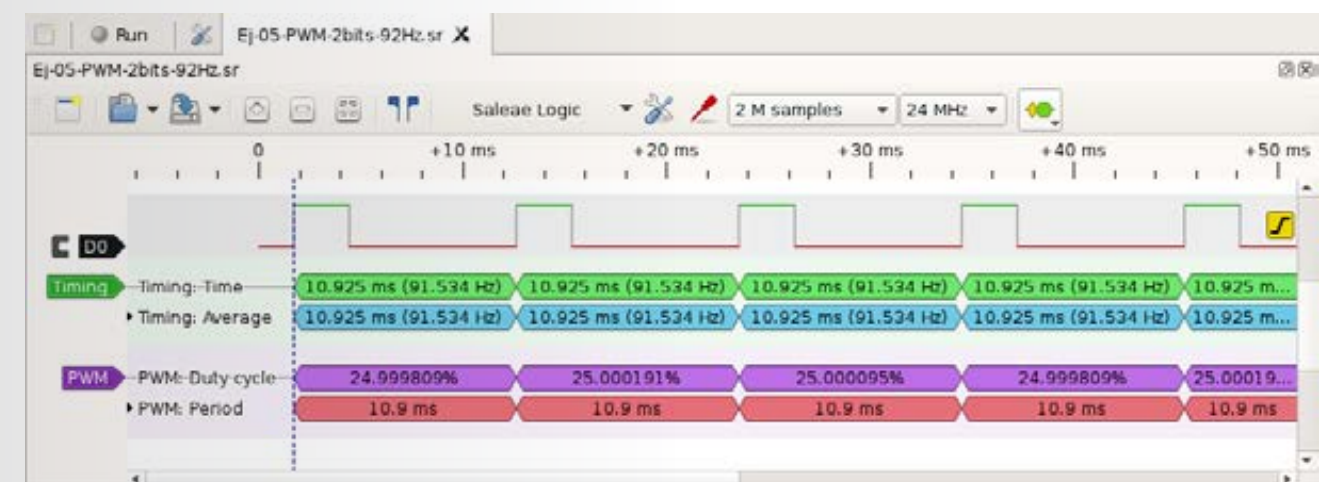 Run Ej-05-PWM-2bits-92Hz.sr X
Ej-05-PWM-2bits-92Hz.sr
Saleae Logic 2 M samples 24 MHz
0 +10 ms +20 ms +30 ms +40 ms +50 ms
D0
Timing Timing: Time 10.925 ms (91.534 Hz) 10.925 ms (91.534 Hz) 10.925 ms (91.534 Hz) 10.925 ms (91.534 Hz) 10.925 m...
Timing: Average 10.925 ms (91.534 Hz) 10.925 ms (91.534 Hz) 10.925 ms (91.534 Hz) 10.925 ms (91.534 Hz) 10.925 m...
PWM PWM: Duty cycle 24.999809% 25.000191% 25.000095% 24.999809% 25.00019...
PWM: Period 10.9 ms 10.9 ms 10.9 ms 10.9 ms 10.9 ms